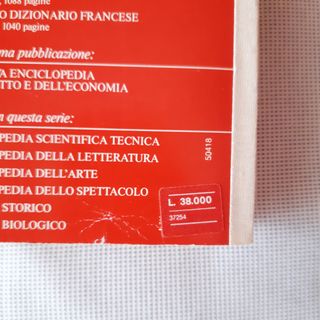 , 1088 pagine
O DIZIONARIO FRANCESE
1040 pagine
ma pubblicazione:
A ENCICLOPEDIA
TTO E DELL'ECONOMIA
n questa serie:
PEDIA SCIENTIFICA TECNICA
PEDIA DELLA LETTERATURA
PEDIA DELL'ARTE
PEDIA DELLO SPETTACOLO
STORICO
BIOLOGICO
50418
L. 38.000
37254